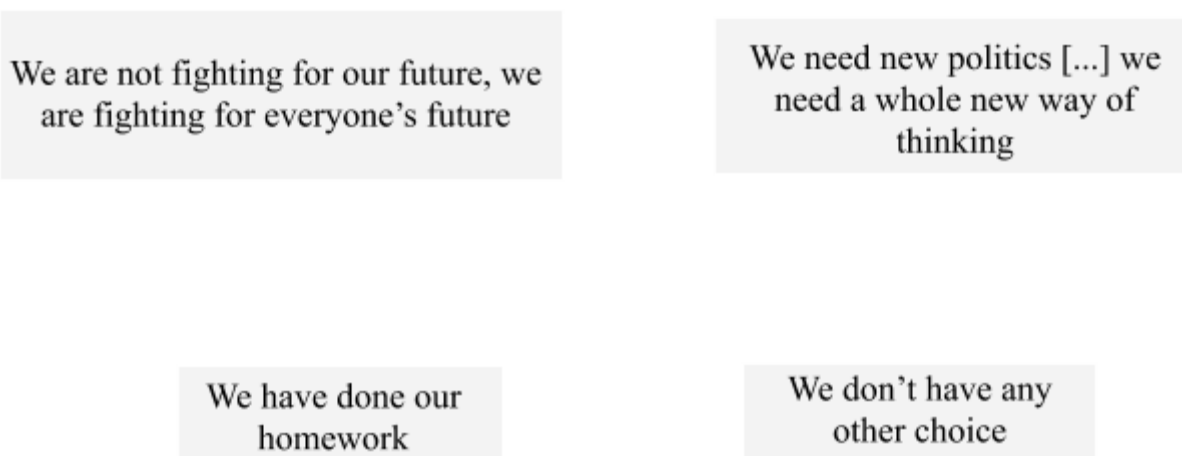 We are not fighting for our future, we
are fighting for everyone’s future
We need new politics [...] we
need a whole new way of
thinking
We have done our
homework
We don’t have any
other choice